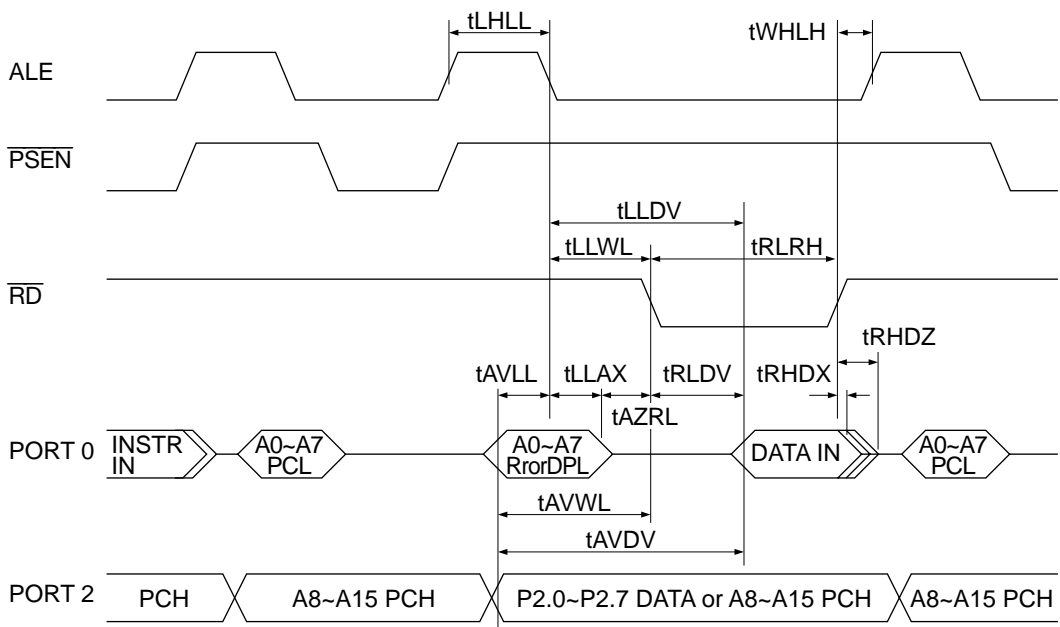 tLHLL
tWHLH
ALE
PSEN
tLLDV
tLLWL
tRLRH
RD
tRHDZ
tAVLL
tLLAX
tRLDV
tRHDX
tAZRL
PORT 0
INSTR
IN
A0~A7
PCL
A0~A7
RrorDPL
DATA IN
A0~A7
PCL
tAVWL
tAVDV
PORT 2
PCH
A8~A15 PCH
P2.0~P2.7 DATA or A8~A15 PCH
A8~A15 PCH